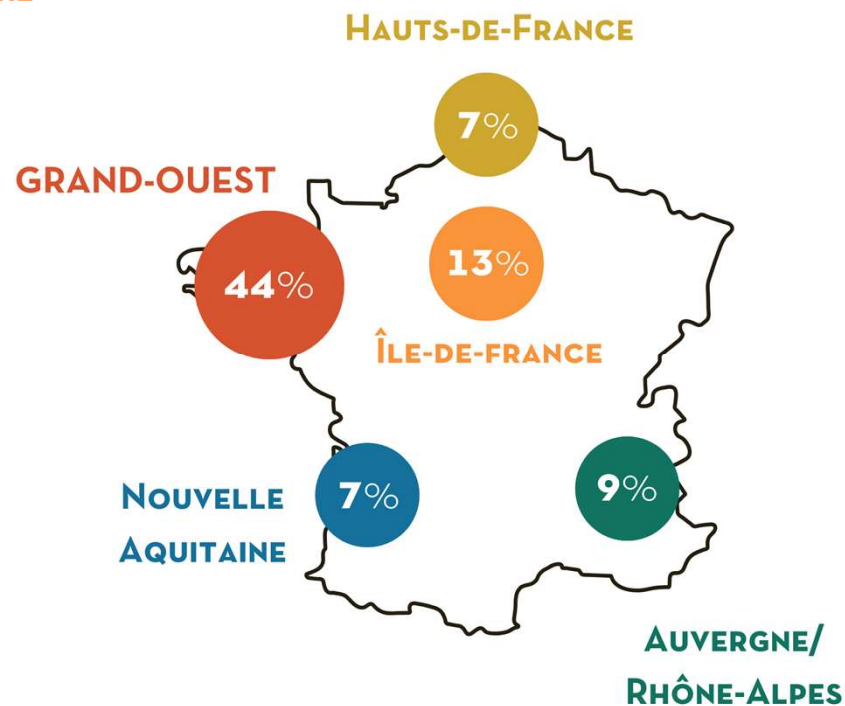 HAUTS-DE-FRANCE
7%
GRAND-OUEST
44%
13%
ÎLE-DE-FRANCE
NOUVELLE
AQUITAINE
7%
9%
AUVERGNE/
RHÔNE-ALPES